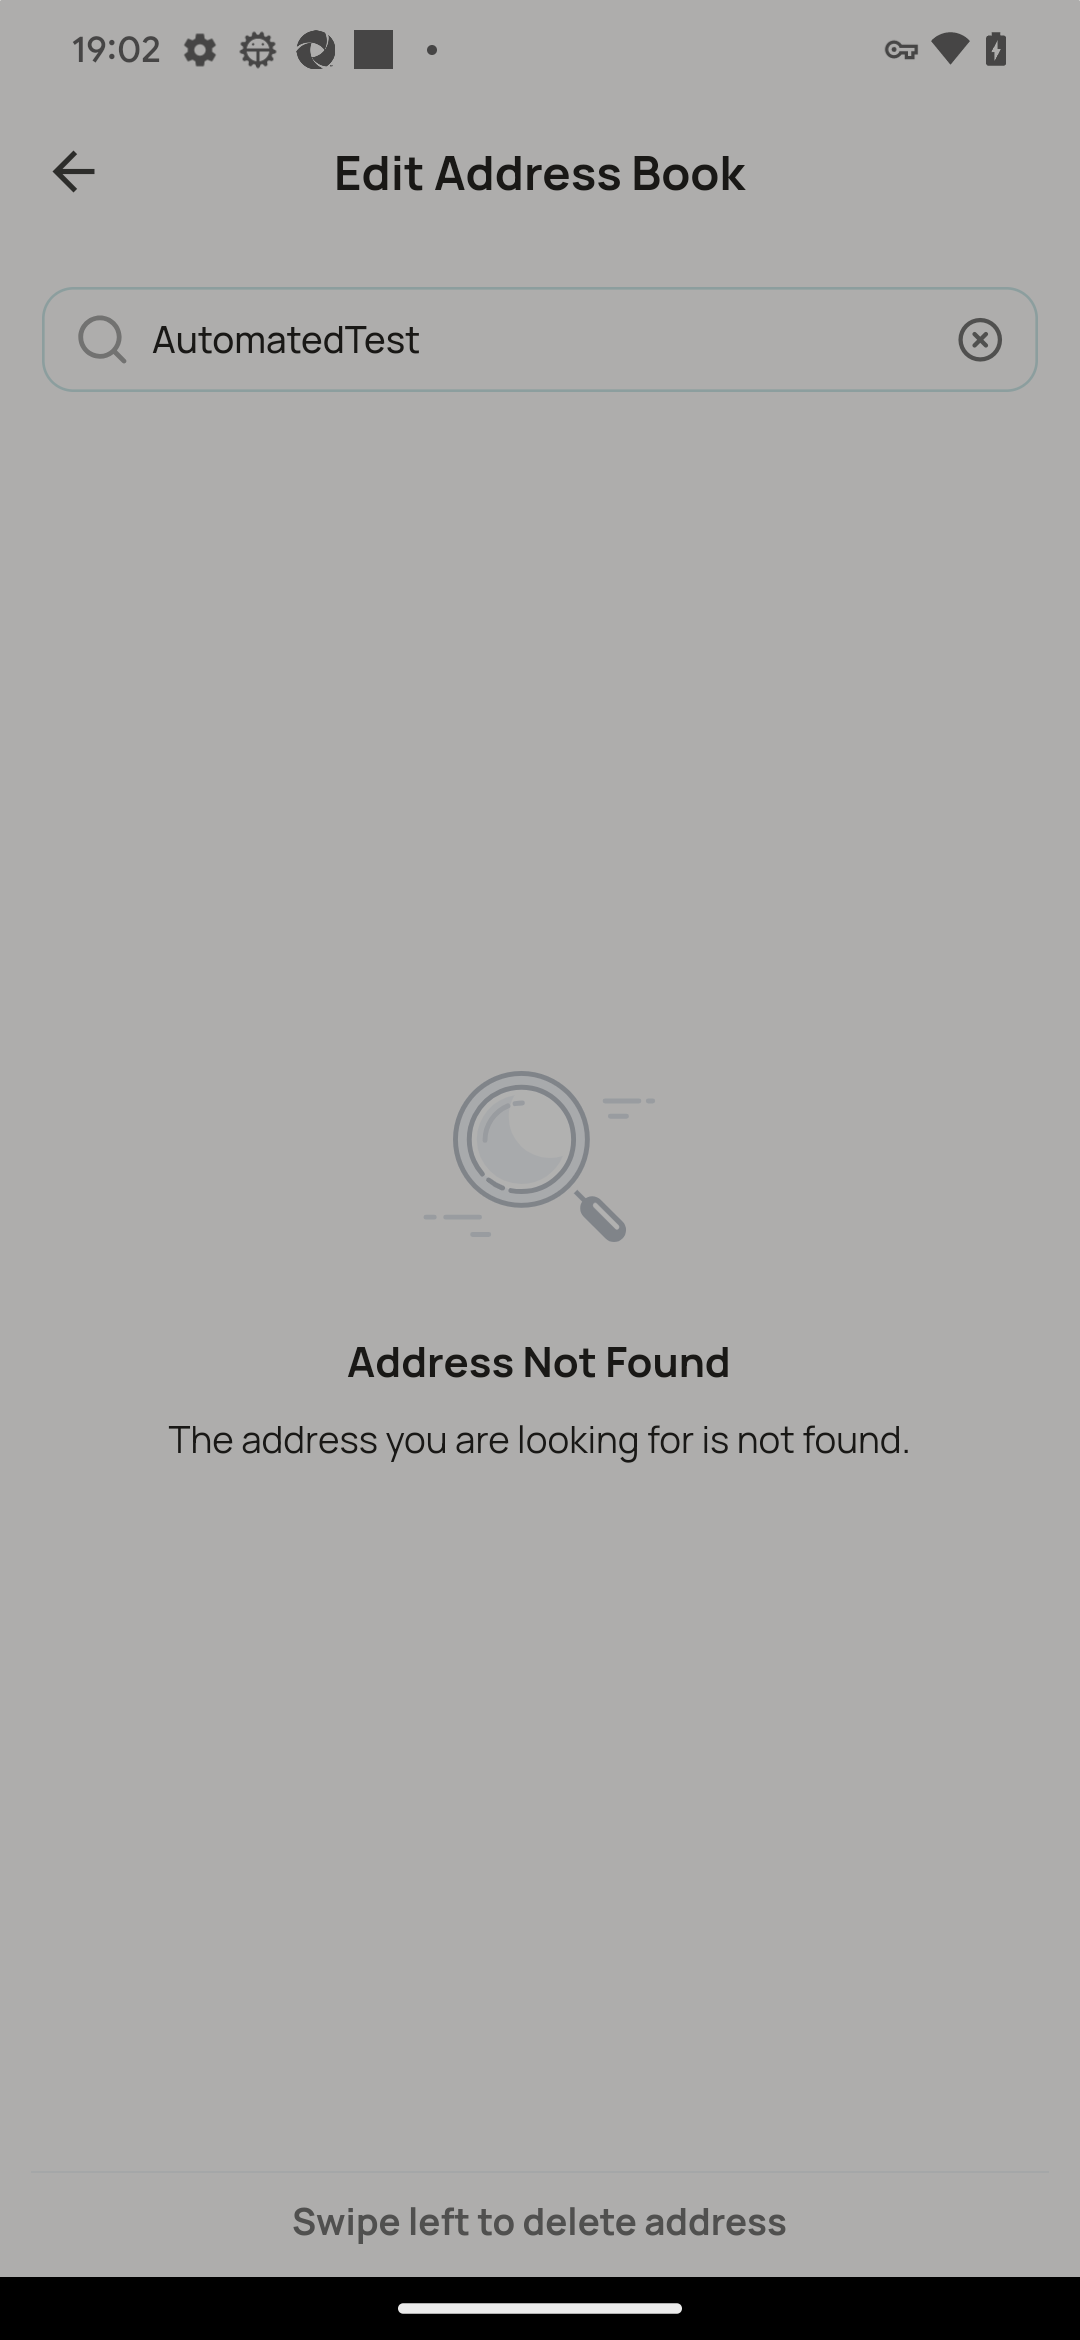 19:02
Edit Address Book
AutomatedTest
Address Not Found
The address you are looking for is not found.
Swipe left to delete address